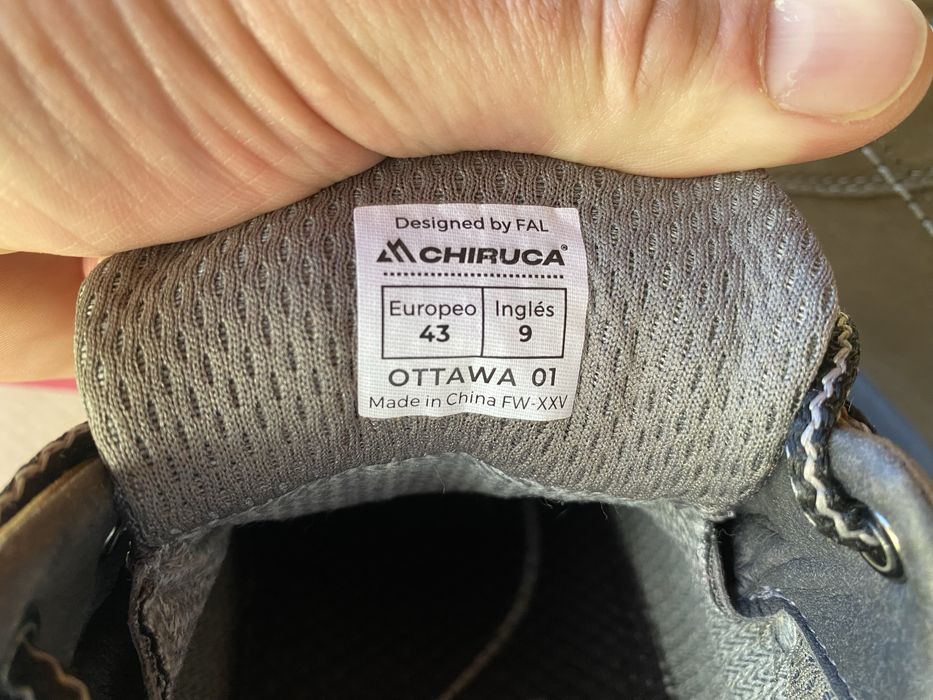 Designed by FAL
CHIRUCA®
Europeo Inglés
43 9
OTTAWA 01
Made in China FW-XXV